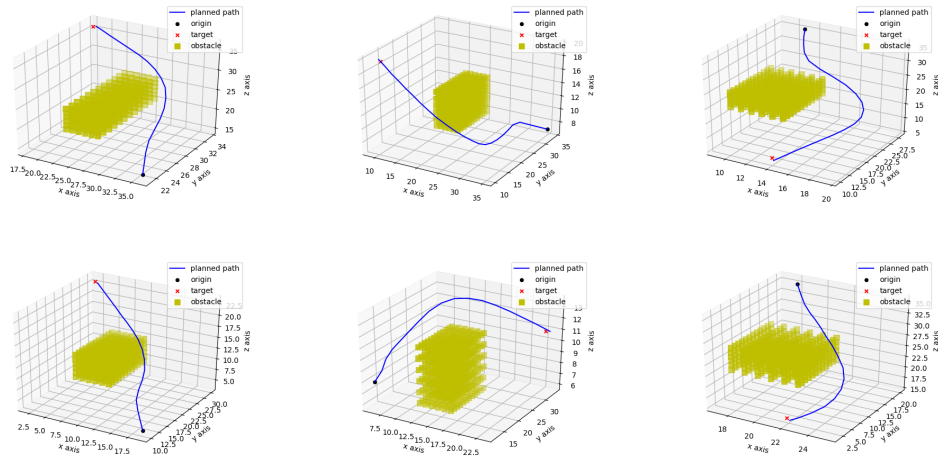 planned path
origin
target
obstacle
35
30
25
20
15
z axis
17.5 20.0 22.5 25.0 27.5 30.0 32.5 35.0
x axis
22 24 26 28 30 32 34
y axis
planned path
origin
target
obstacle
20
18
16
14
12
10
8
z axis
10 15 20 25 30 35
x axis
10 15 20 25 30 35
y axis
planned path
origin
target
obstacle
35
30
25
20
15
10
5
z axis
10 12 14 16 18 20
x axis
10.0 12.5 15.0 17.5 20.0 22.5 25.0 27.5
y axis
planned path
origin
target
obstacle
22.5
20.0
17.5
15.0
12.5
10.0
7.5
5.0
z axis
2.5 5.0 7.5 10.0 12.5 15.0 17.5
x axis
10.0 12.5 15.0 17.5 20.0 22.5 25.0 27.5 30.0
y axis
planned path
origin
target
obstacle
13
12
11
10
9
8
7
6
z axis
7.5 10.0 12.5 15.0 17.5 20.0 22.5
x axis
15 20 25 30
y axis
planned path
origin
target
obstacle
35.0
32.5
30.0
27.5
25.0
22.5
20.0
17.5
15.0
z axis
18 20 22 24
x axis
2.5 5.0 7.5 10.0 12.5 15.0 17.5 20.0
y axis